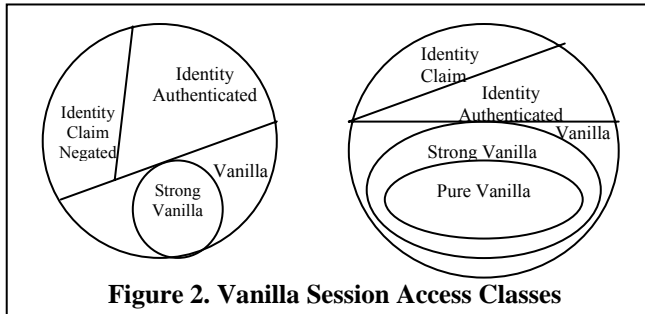 Identity
Authenticated
Identity
Claim
Negated
Vanilla
Strong
Vanilla
Identity
Claim
Identity
Authenticated
Vanilla
Strong Vanilla
Pure Vanilla
Figure 2. Vanilla Session Access Classes